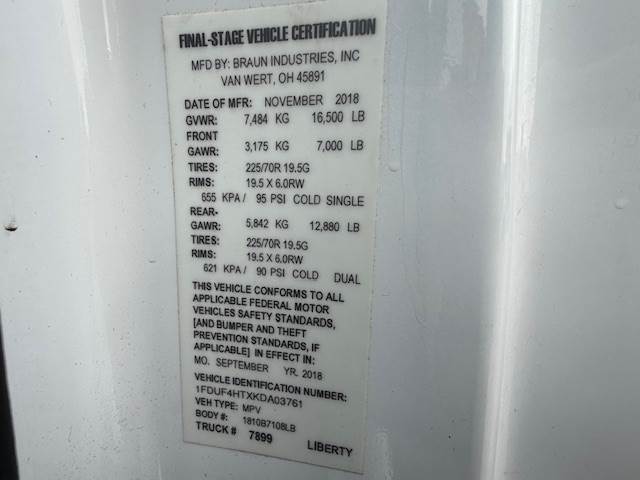 FINAL-STAGE VEHICLE CERTIFICATION
MFD BY: BRAUN INDUSTRIES, INC
VAN WERT, OH 45891
DATE OF MFR: NOVEMBER 2018
GVWR: 7,484 KG 16,500 LB
FRONT
GAWR: 3,175 KG 7,000 LB
TIRES: 225/70R 19.5G
RIMS: 19.5 X 6.0RW
655 KPA / 95 PSI COLD SINGLE
REAR-
GAWR: 5,842 KG 12,880 LB
TIRES: 225/70R 19.5G
RIMS: 19.5 X 6.0RW
621 KPA / 90 PSI COLD DUAL
THIS VEHICLE CONFORMS TO ALL
APPLICABLE FEDERAL MOTOR
VEHICLES SAFETY STANDARDS,
[AND BUMPER AND THEFT
PREVENTION STANDARDS, IF
APPLICABLE] IN EFFECT IN:
MO. SEPTEMBER YR. 2018
VEHICLE IDENTIFICATION NUMBER:
1FDUF4HTXKDA03761
VEH TYPE: MPV
BODY #: 1810B7108LB
TRUCK # 7899 LIBERTY